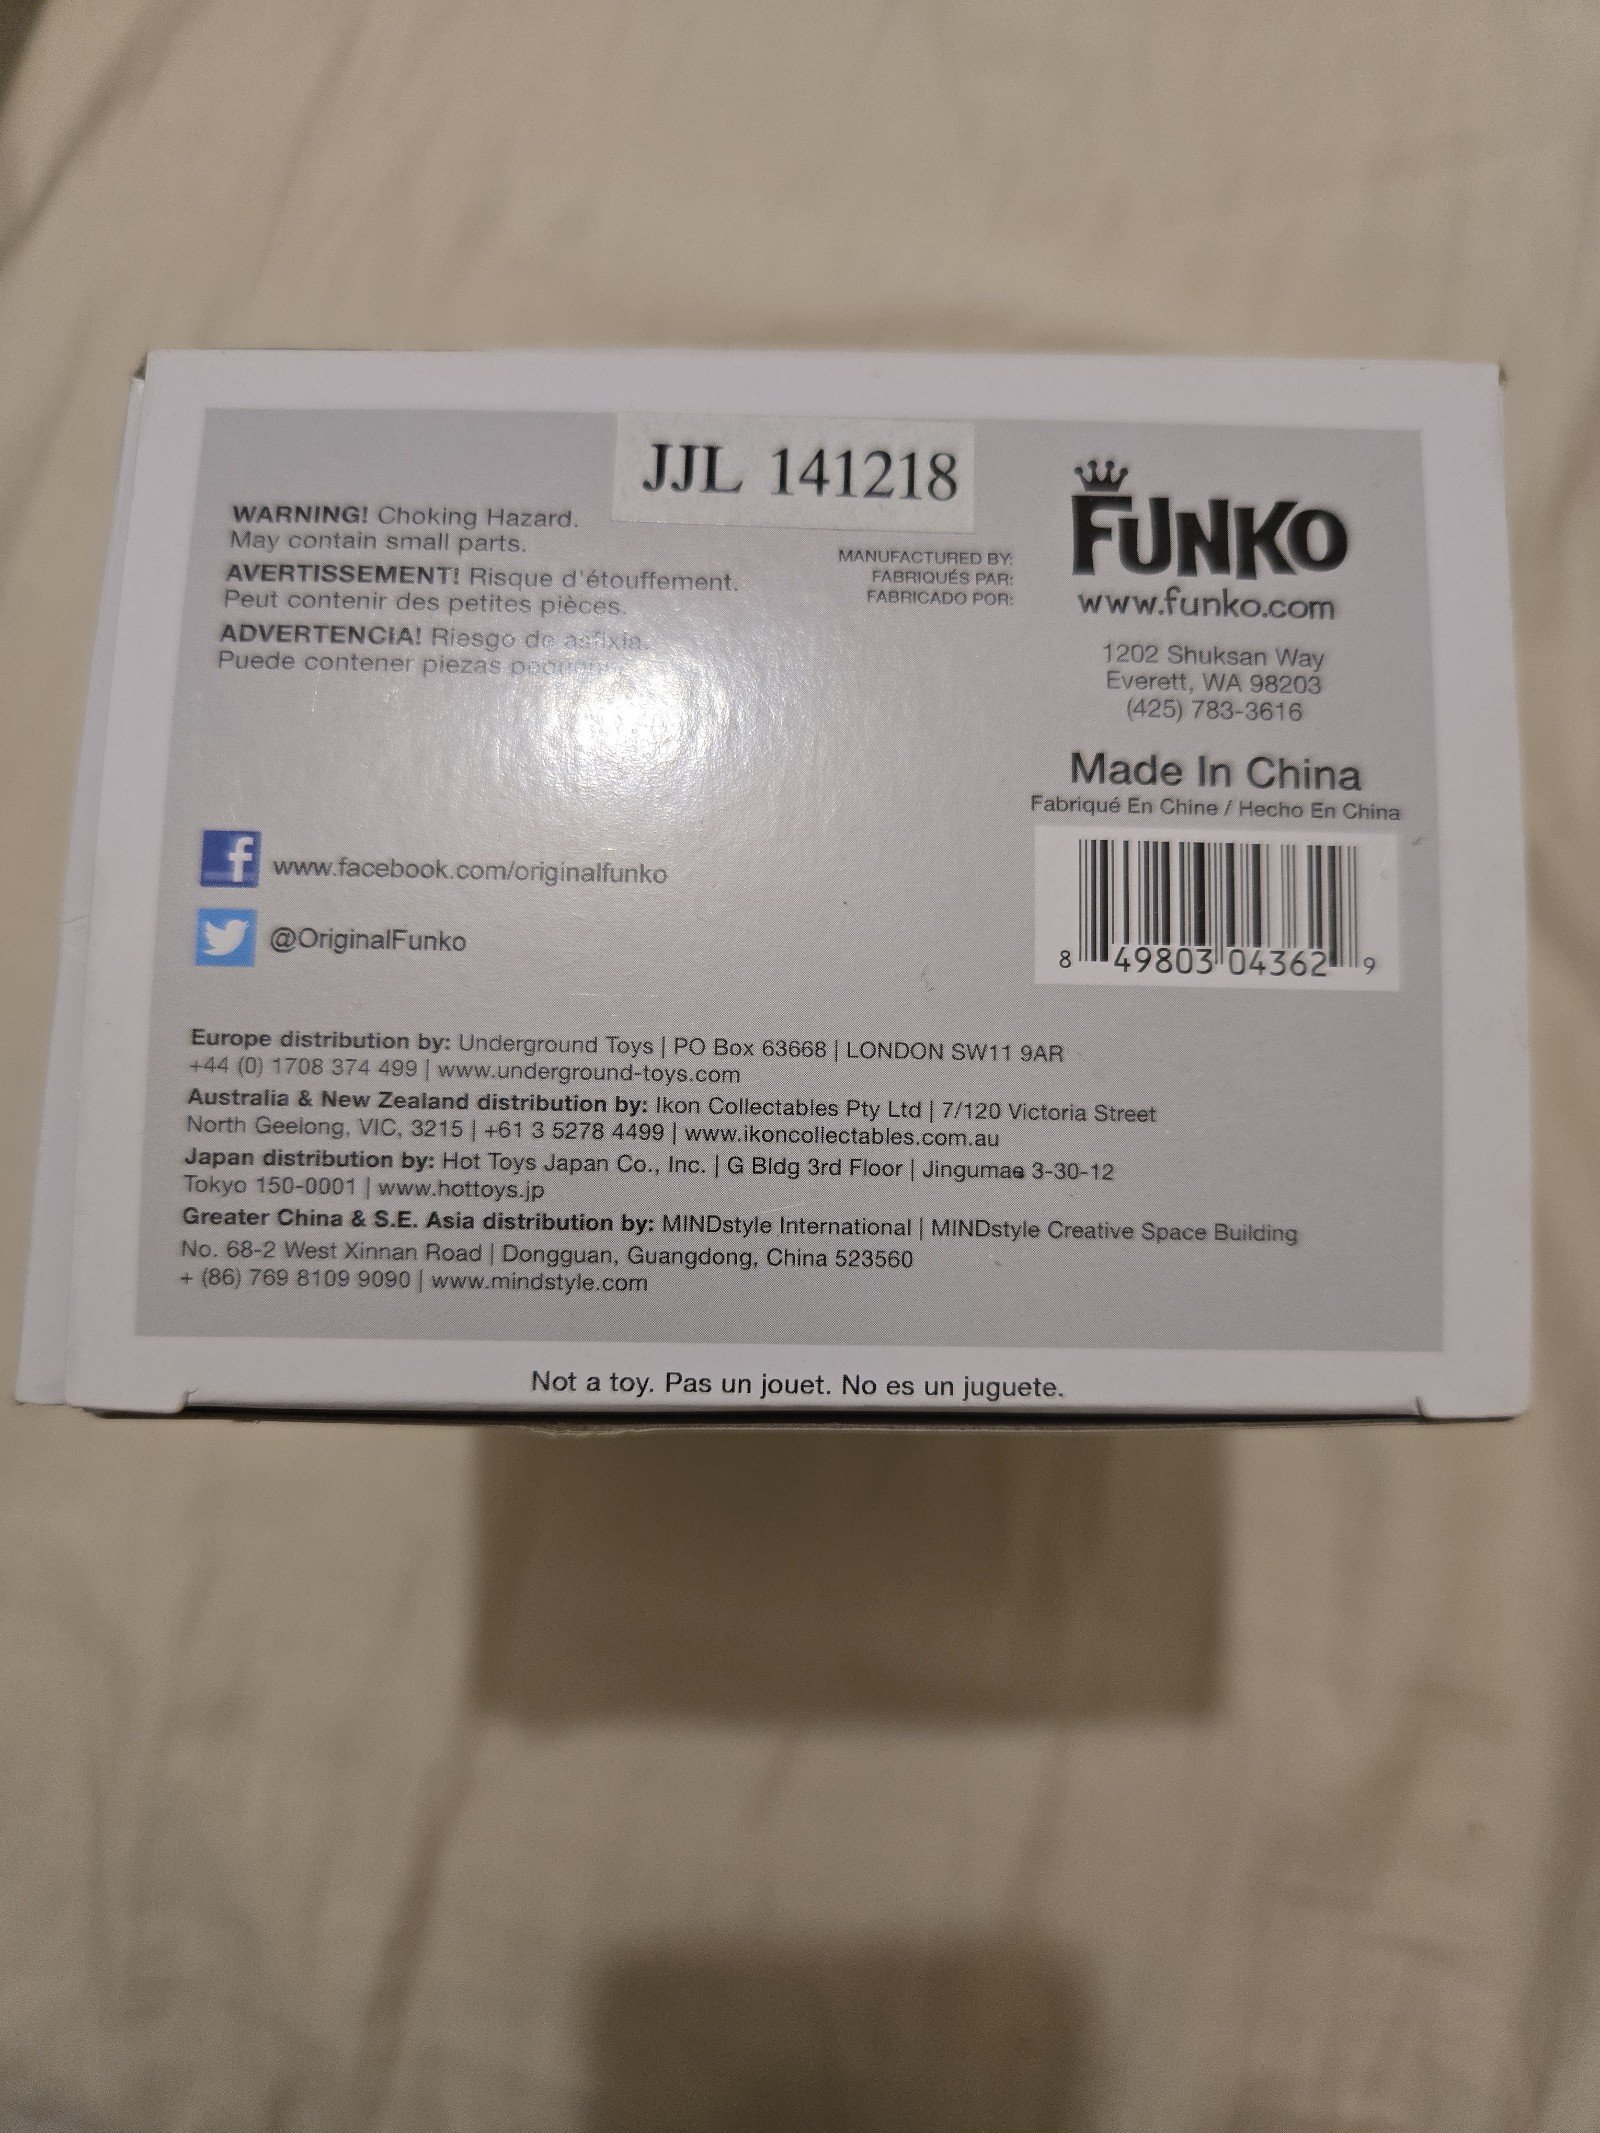 JJL 141218
WARNING! Choking Hazard.
May contain small parts.
AVERTISSEMENT! Risque d'étouffement.
Peut contenir des petites pièces.
ADVERTENCIA! Riesgo de asfixia.
Puede contener piezas
MANUFACTURED BY:
FABRIQUÉS PAR:
FABRICADO POR:
FUNKO
www.funko.com
1202 Shuksan Way
Everett, WA 98203
(425) 783-3616
Made In China
Fabriqué En Chine / Hecho En China
8 49803 04362 9
f www.facebook.com/originalfunko
@OriginalFunko
Europe distribution by: Underground Toys | PO Box 63668 | LONDON SW11 9AR
+44 (0) 1708 374 499 | www.underground-toys.com
Australia & New Zealand distribution by: Ikon Collectables Pty Ltd | 7/120 Victoria Street
North Geelong, VIC, 3215 | +61 3 5278 4499 | www.ikoncollectables.com.au
Japan distribution by: Hot Toys Japan Co., Inc. | G Bldg 3rd Floor | Jingumae 3-30-12
Tokyo 150-0001 | www.hottoys.jp
Greater China & S.E. Asia distribution by: MINDstyle International | MINDstyle Creative Space Building
No. 68-2 West Xinnan Road | Dongguan, Guangdong, China 523560
+ (86) 769 8109 9090 | www.mindstyle.com
Not a toy. Pas un jouet. No es un juguete.